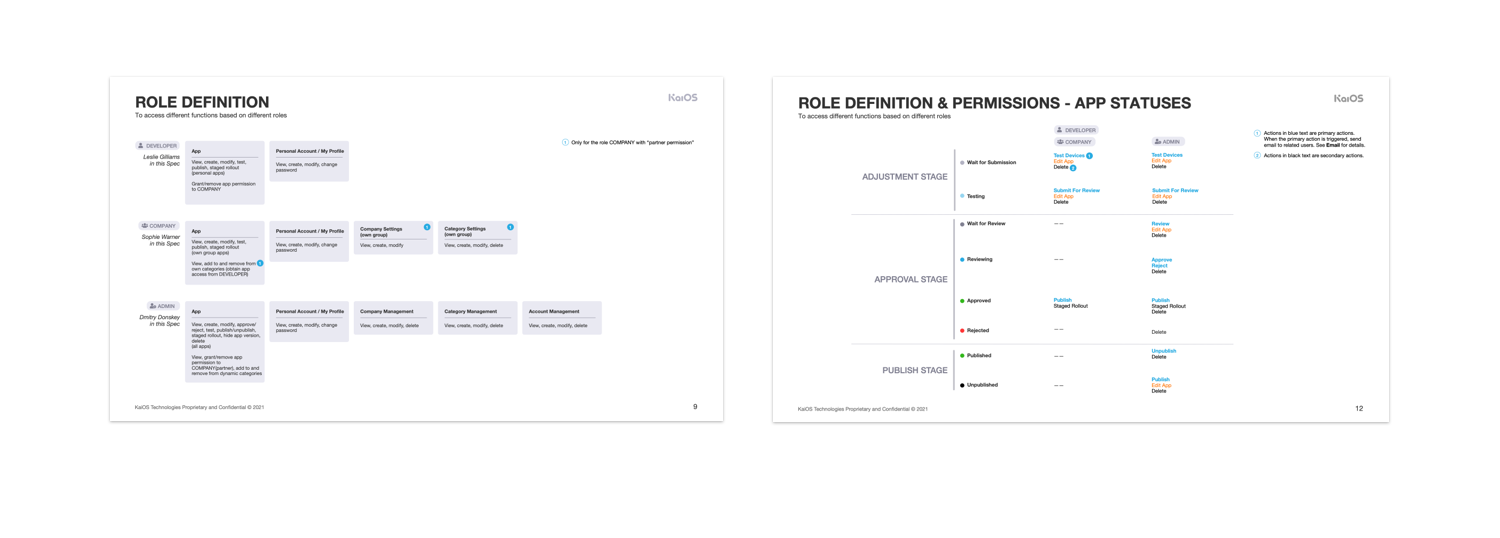 ROLE DEFINITION
KaiOS
To access different functions based on different roles
1 Only for the role COMPANY with "partner permission"
DEVELOPER
Leslie Gilliams
in this Spec
App
View, create, modify, test,
publish, staged rollout
(personal apps)
Grant/remove app permission
to COMPANY
Personal Account / My Profile
View, create, modify, change
password
COMPANY
Sophie Warner
in this Spec
App
View, create, modify, test,
publish, staged rollout
(own group apps)
View, add to and remove from 1
own categories (obtain app
access from DEVELOPER)
Personal Account / My Profile
View, create, modify, change
password
Company Settings 1
(own group)
View, create, modify
Category Settings 1
(own group)
View, create, modify, delete
ADMIN
Dmitry Donskey
in this Spec
App
View, create, modify, approve/
reject, test, publish/unpublish,
staged rollout, hide app version,
delete
(all apps)
View, grant/remove app
permission to
COMPANY(partner), add to and
remove from dynamic categories
Personal Account / My Profile
View, create, modify, change
password
Company Management
View, create, modify, delete
Category Management
View, create, modify, delete
Account Management
View, create, modify, delete
KaiOS Technologies Proprietary and Confidential © 2021
9
ROLE DEFINITION & PERMISSIONS - APP STATUSES
KaiOS
To access different functions based on different roles
DEVELOPER
COMPANY
ADMIN
1 Actions in blue text are primary actions.
When the primary action is triggered, send
email to related users. See Email for details.
2 Actions in black text are secondary actions.
ADJUSTMENT STAGE
Wait for Submission
Test Devices 1
Edit App
Delete 2
Test Devices
Edit App
Delete
Testing
Submit For Review
Edit App
Delete
Submit For Review
Edit App
Delete
APPROVAL STAGE
Wait for Review
——
Review
Edit App
Delete
Reviewing
——
Approve
Reject
Delete
Approved
Publish
Staged Rollout
Publish
Staged Rollout
Delete
Rejected
——
Delete
PUBLISH STAGE
Published
——
Unpublish
Delete
Unpublished
——
Publish
Edit App
Delete
KaiOS Technologies Proprietary and Confidential © 2021
12